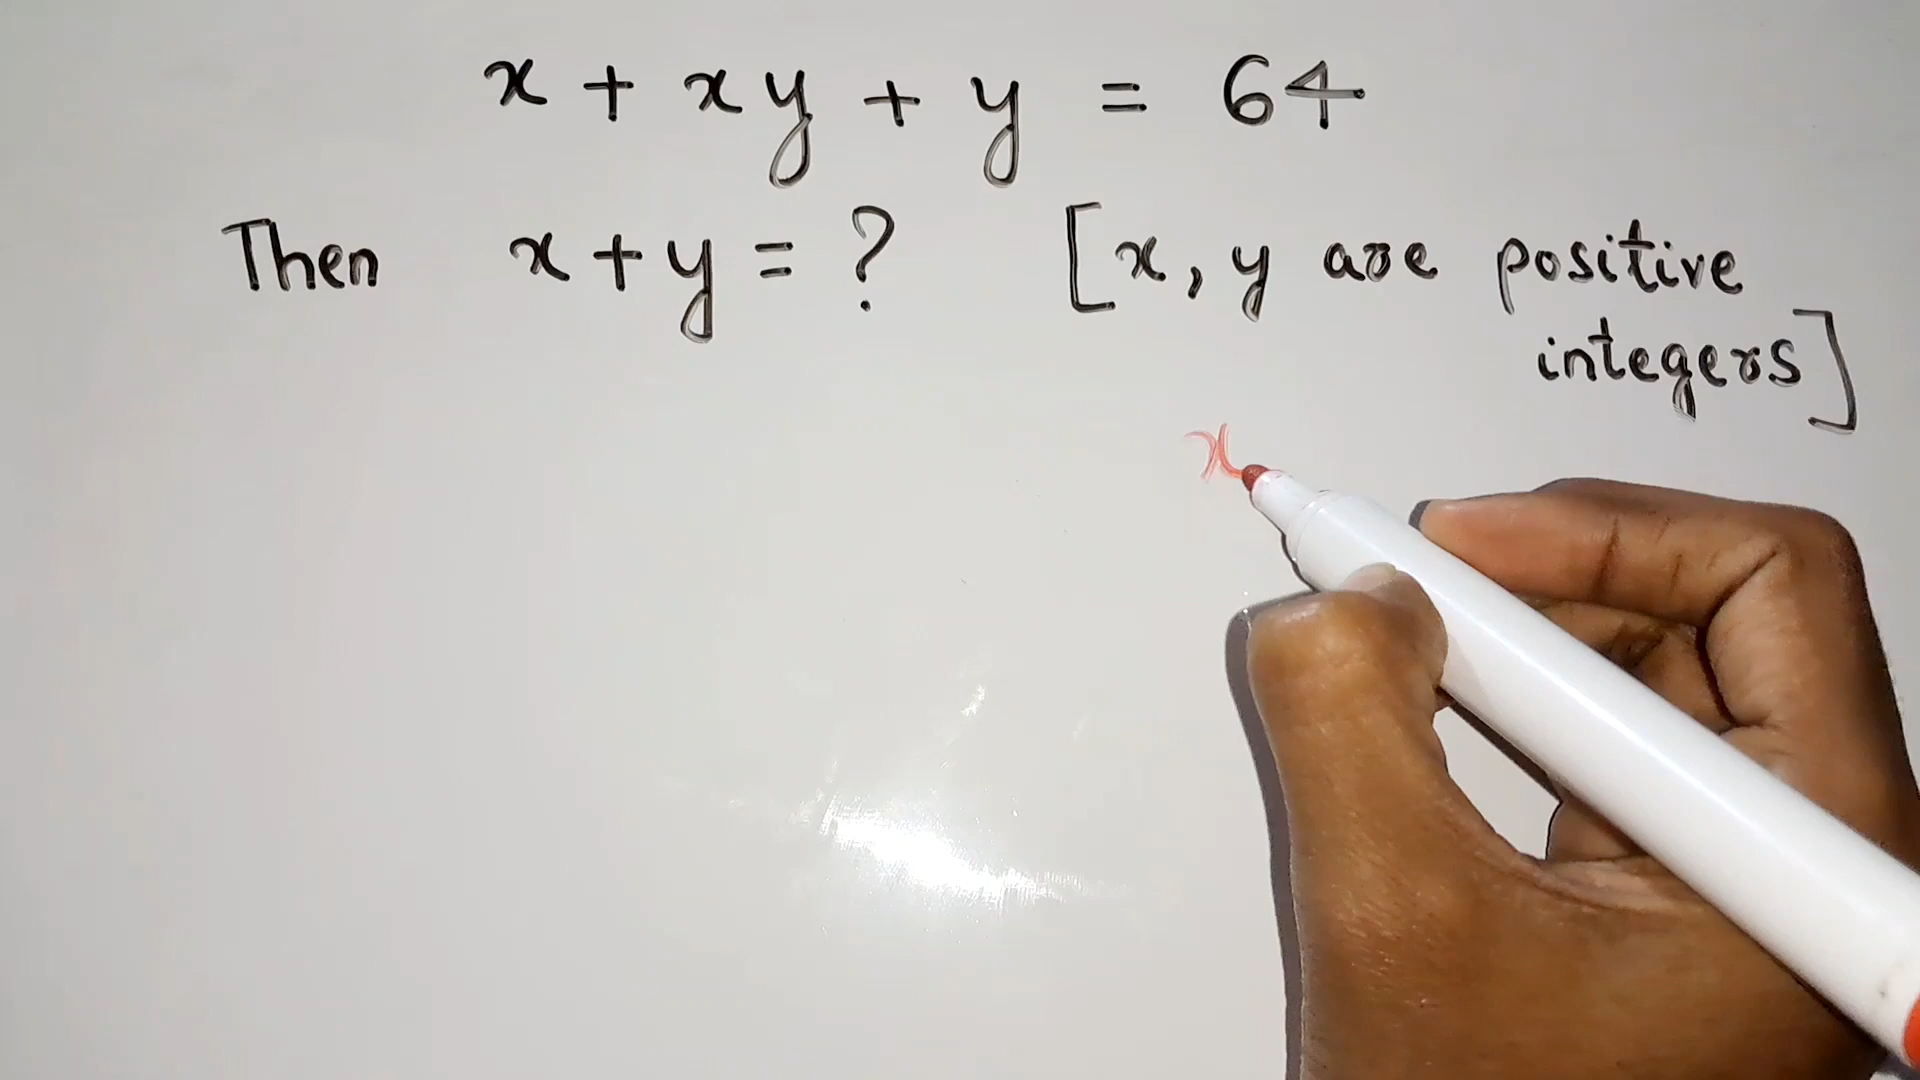 x + xy + y = 64
Then x + y = ? [x, y are positive
integers]
x